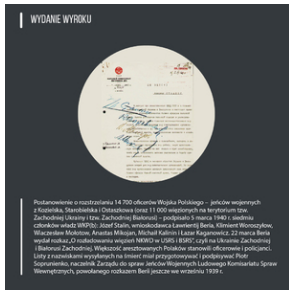 WYDANIE WYROKU
Postanowienie o rozstrzelaniu 14 700 oficerów Wojska Polskiego – jeńców wojennych
z Kozielska, Starobielska i Ostaszkowa (oraz 11 000 więzionych na terytorium tzw.
Zachodniej Ukrainy i tzw. Zachodniej Białorusi) – podpisało 5 marca 1940 r. siedmiu
członków władz WKP(b): Józef Stalin, wnioskodawca Ławrientij Beria, Kliment Woroszyłow,
Wiaczesław Mołotow, Anastas Mikojan, Michaił Kalinin i Łazar Kaganowicz. 22 marca Beria
wydał rozkaz „O rozładowaniu więzień NKWD w USRS i BSRS”, czyli na Ukrainie Zachodniej
i Białorusi Zachodniej. Większość aresztowanych Polaków stanowili oficerowie i policjanci.
Listy z nazwiskami wysyłanych na śmierć miał przygotowywać i podpisywać Piotr
Soprunienko, naczelnik Zarządu do spraw Jeńców Wojennych Ludowego Komisariatu Spraw
Wewnętrznych, powołanego rozkazem Berii jeszcze we wrześniu 1939 r.